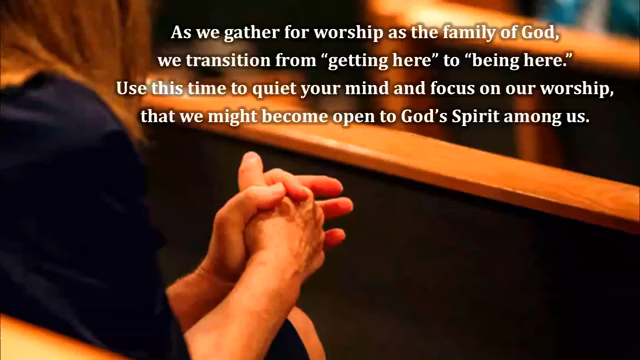 As we gather for worship as the family of God,
we transition from “getting here” to “being here.”
Use this time to quiet your mind and focus on our worship,
that we might become open to God’s Spirit among us.